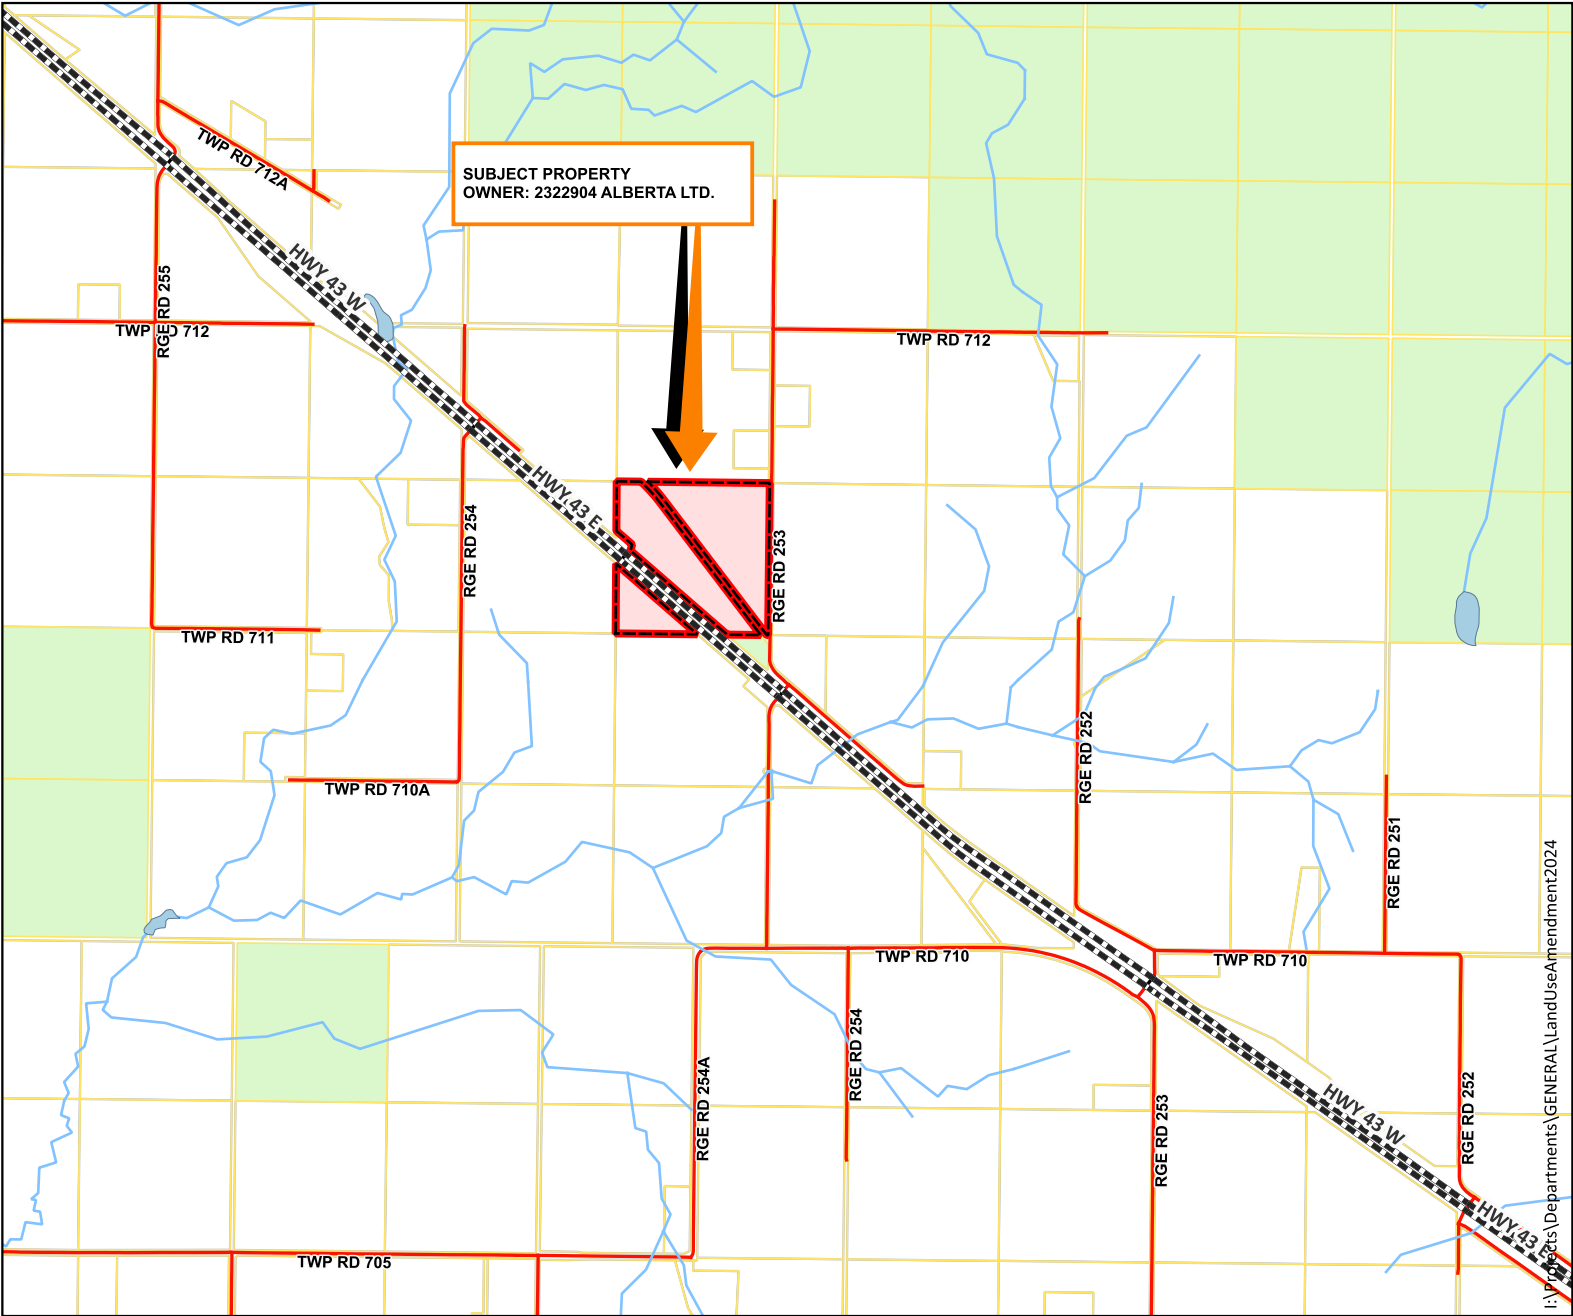 TWP RD 712A
SUBJECT PROPERTY
OWNER: 2322904 ALBERTA LTD.
HWY 43 W
RGE RD 255
TWP RD 712
TWP RD 712
HWY 43 E
RGE RD 254
RGE RD 253
TWP RD 711
RGE RD 252
TWP RD 710A
RGE RD 251
TWP RD 710
TWP RD 710
RGE RD 254A
RGE RD 254
RGE RD 253
HWY 43 W
RGE RD 252
HWY 43 E
TWP RD 705
I:\Projects\Departments\GENERAL\LandUseAmendment2024